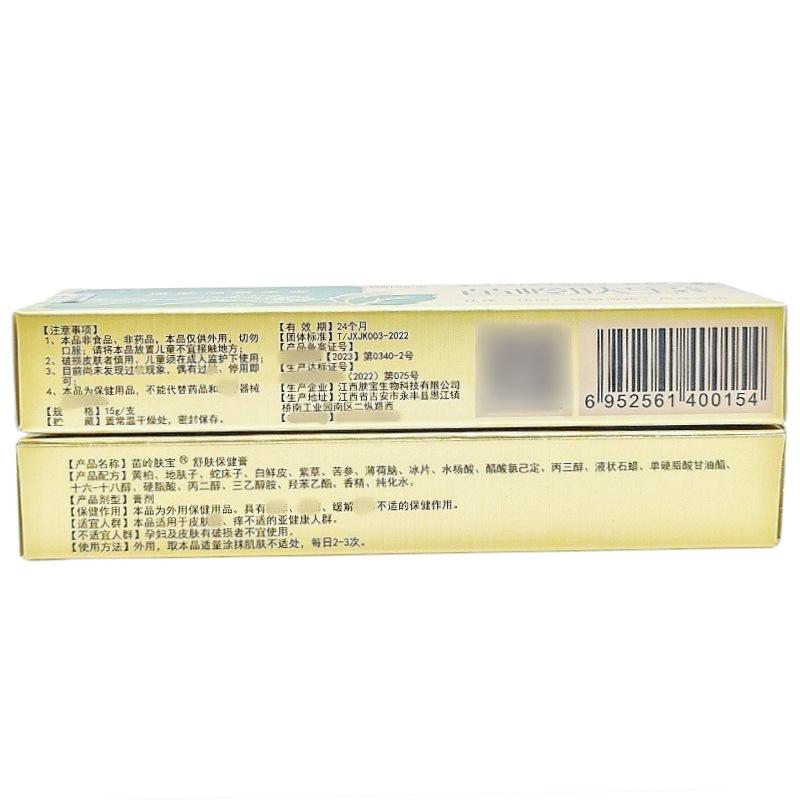 【注意事项】
1、本品非食品、非药品，本品仅供外用，切勿
口服；请将本品放置儿童不宜接触地方；
2、破损皮肤者慎用，儿童须在成人监护下使用；
3、目前尚未发现过 现象，偶有过 、停用即
可；
4、本品为保健用品，不能代替药品和 器械
【规 格】15g/支
【贮 藏】置常温干燥处，密封保存。
【有 效 期】24个月
【团体标准】T/JXJK003-2022
【产品备案证号】
【2023】第0340-2号
【生产达标证号】
（2022）第075号
【生产企业】江西肤宝生物科技有限公司
【生产地址】江西省吉安市永丰县恩江镇
桥南工业园南区二纵路西
6 952561 400154
【产品名称】苗岭肤宝® 舒肤保健膏
【产品配方】黄柏、地肤子、蛇床子、白鲜皮、紫草、苦参、薄荷脑、冰片、水杨酸、醋酸氯己定、丙三醇、液状石蜡、单硬脂酸甘油酯、
十六-十八醇、硬脂酸、丙二醇、三乙醇胺、羟苯乙酯、香精、纯化水。
【产品剂型】膏剂
【保健作用】本品为外用保健用品。具有 、 、缓解 不适的保健作用。
【适宜人群】本品适用于皮肤 、痒不适的亚健康人群。
【不适宜人群】孕妇及皮肤有破损者不宜使用。
【使用方法】外用，取本品适量涂抹肌肤不适处，每日2-3次。